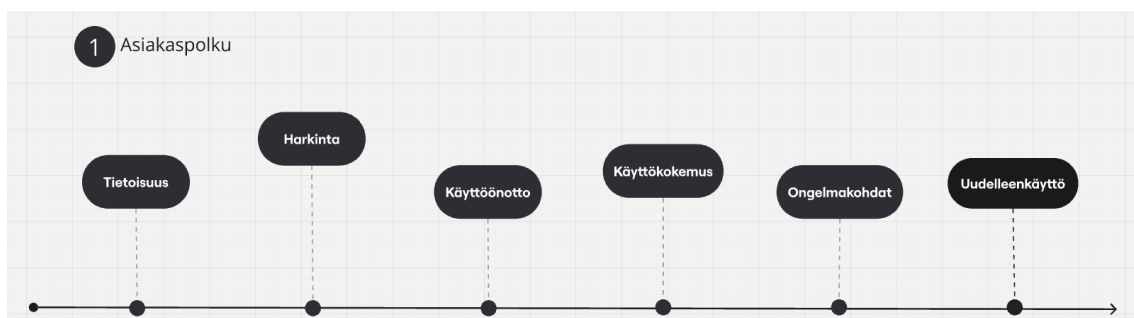 1 Asiakaspolku
Tietoisuus
Harkinta
Käyttöönotto
Käyttökokemus
Ongelmakohdat
Uudelleenkäyttö